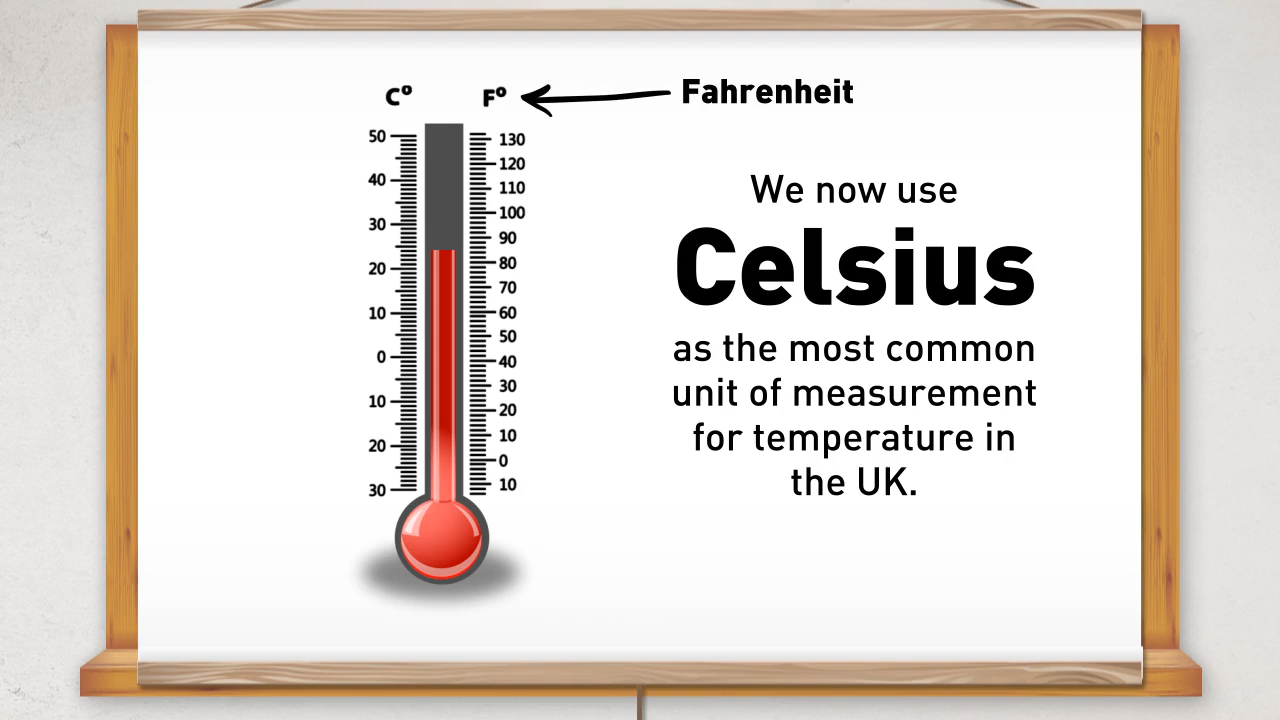 C° F° Fahrenheit
50 130
120
40 110
100
30 90
20 80
70
10 60
50
0 40
30
10 20
10
20 0
30 10
We now use
Celsius
as the most common
unit of measurement
for temperature in
the UK.